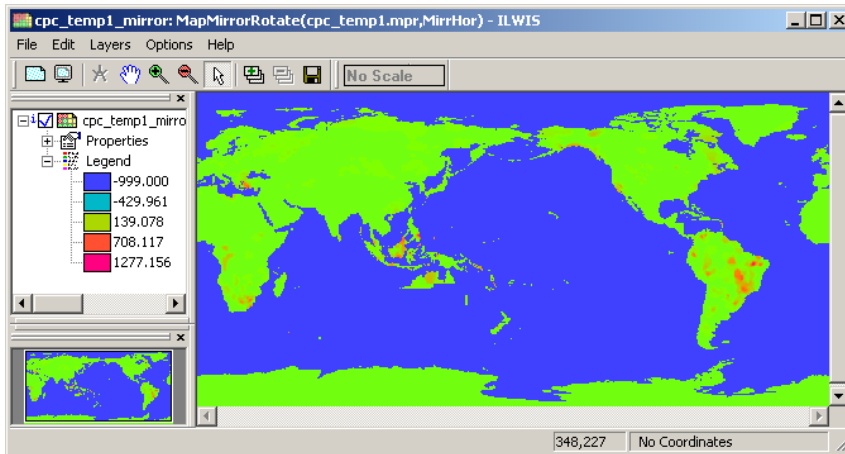 cpc_temp1_mirror: MapMirrorRotate(cpc_temp1.mpr,MirrHor) - ILWIS
File Edit Layers Options Help
No Scale
cpc_temp1_mirro
Properties
Legend
-999.000
-429.961
139.078
708.117
1277.156
348,227 No Coordinates